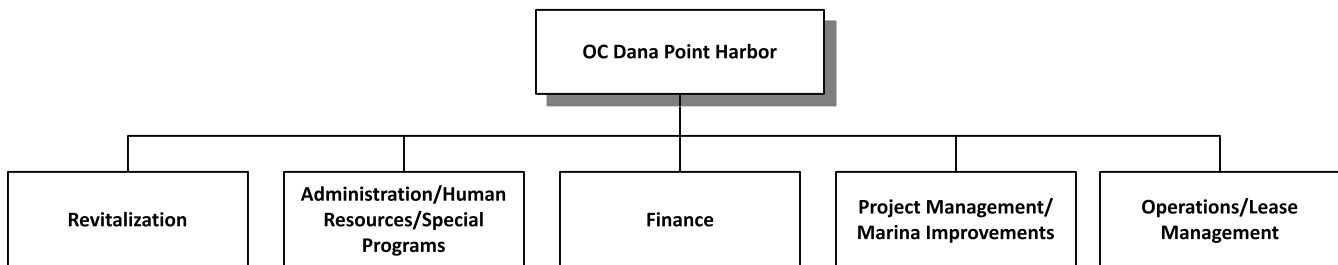 OC Dana Point Harbor
Revitalization
Administration/Human
Resources/Special
Programs
Finance
Project Management/
Marina Improvements
Operations/Lease
Management